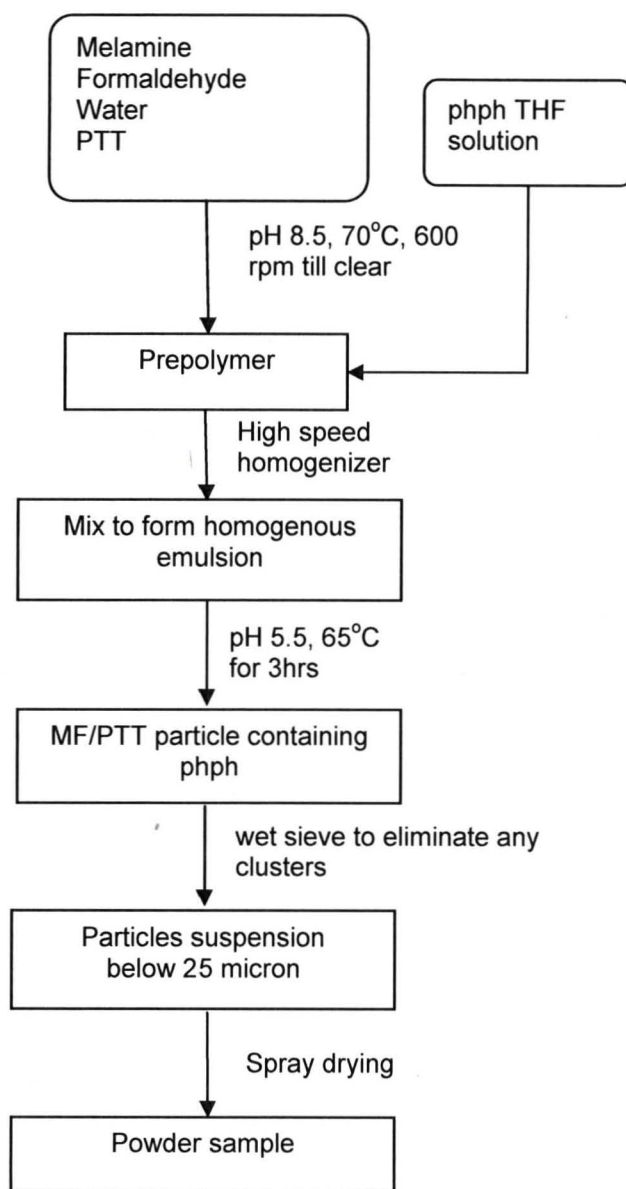 Melamine
Formaldehyde
Water
PTT
phph THF
solution
pH 8.5, 70°C, 600
rpm till clear
Prepolymer
High speed
homogenizer
Mix to form homogenous
emulsion
pH 5.5, 65°C
for 3hrs
MF/PTT particle containing
phph
wet sieve to eliminate any
clusters
Particles suspension
below 25 micron
Spray drying
Powder sample